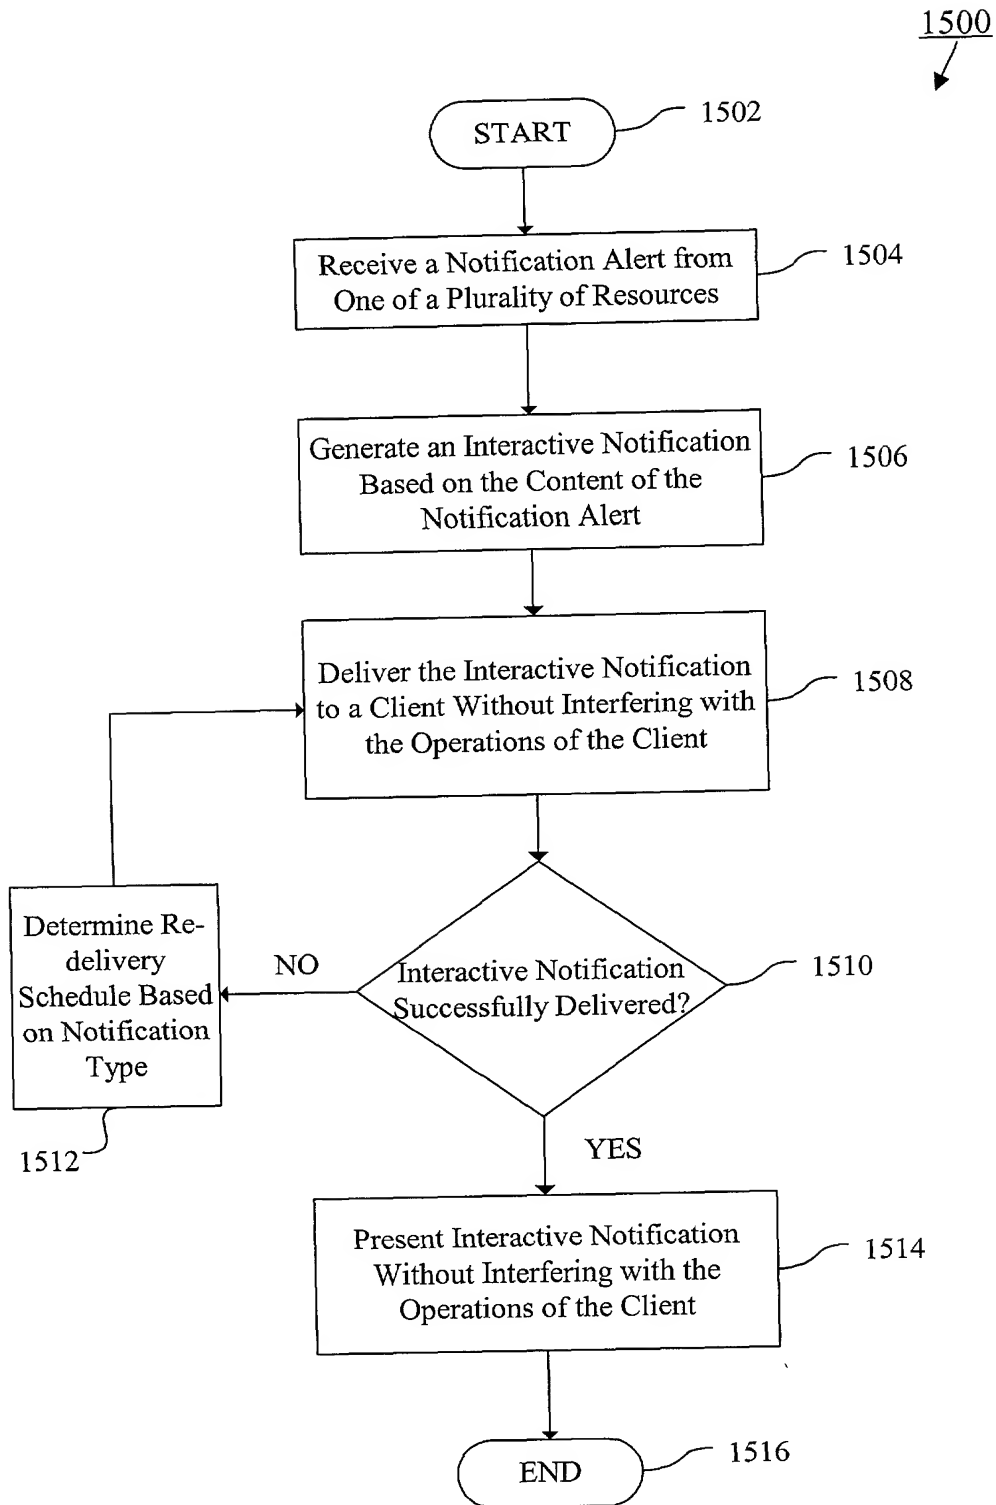 1500
START
1502
Receive a Notification Alert from
One of a Plurality of Resources
1504
Generate an Interactive Notification
Based on the Content of the
Notification Alert
1506
Deliver the Interactive Notification
to a Client Without Interfering with
the Operations of the Client
1508
Interactive Notification
Successfully Delivered?
1510
NO
Determine Re-
delivery
Schedule Based
on Notification
Type
1512
YES
Present Interactive Notification
Without Interfering with the
Operations of the Client
1514
END
1516